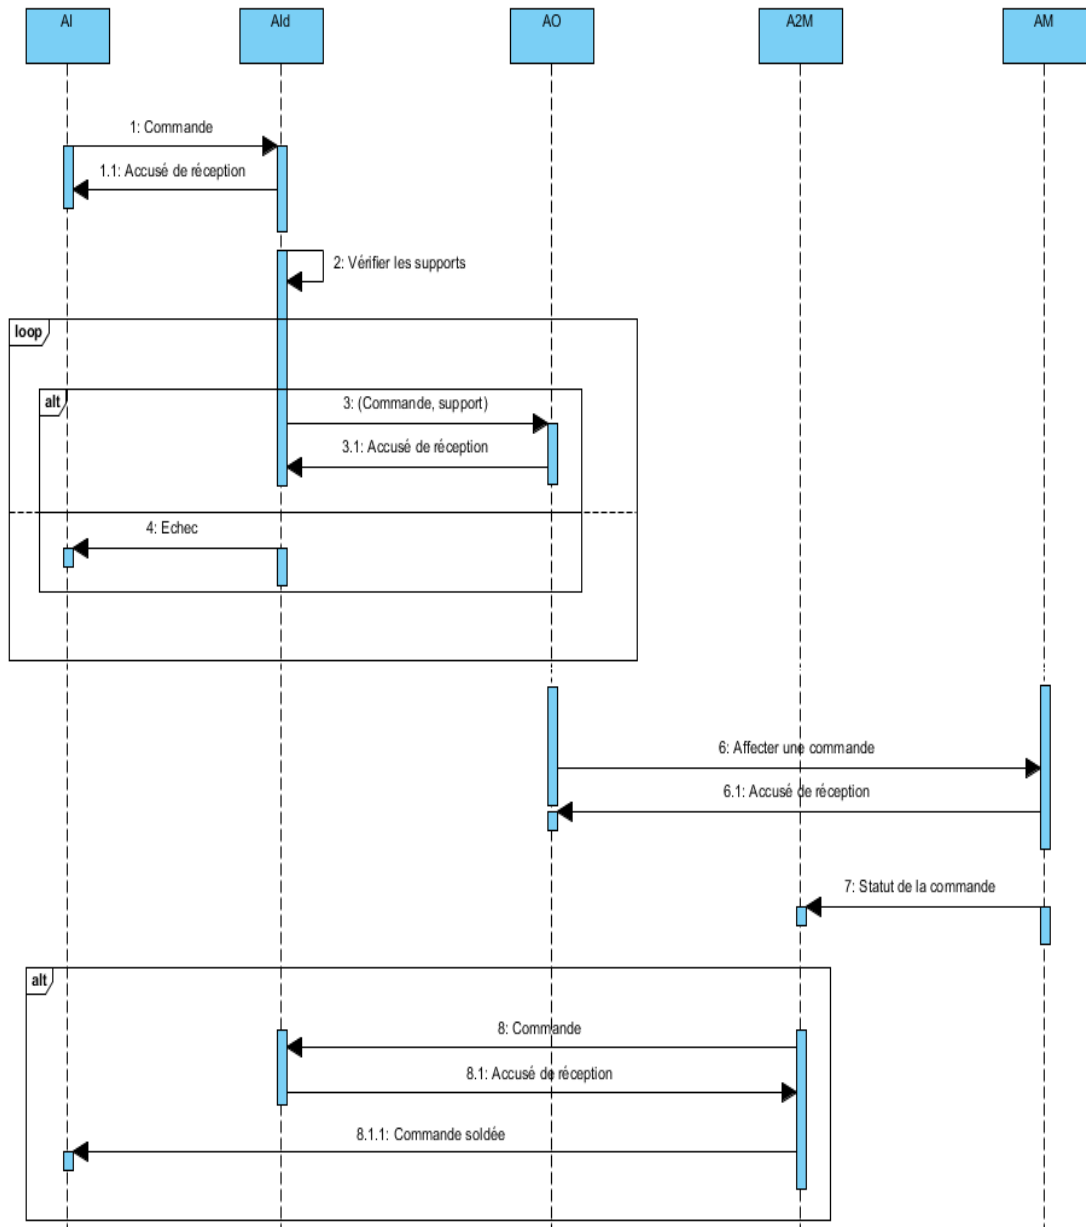 AI
AId
AO
A2M
AM
1: Commande
1.1: Accusé de réception
2: Vérifier les supports
loop
alt
3: (Commande, support)
3.1: Accusé de réception
4: Echec
6: Affecter une commande
6.1: Accusé de réception
7: Statut de la commande
alt
8: Commande
8.1: Accusé de réception
8.1.1: Commande soldée